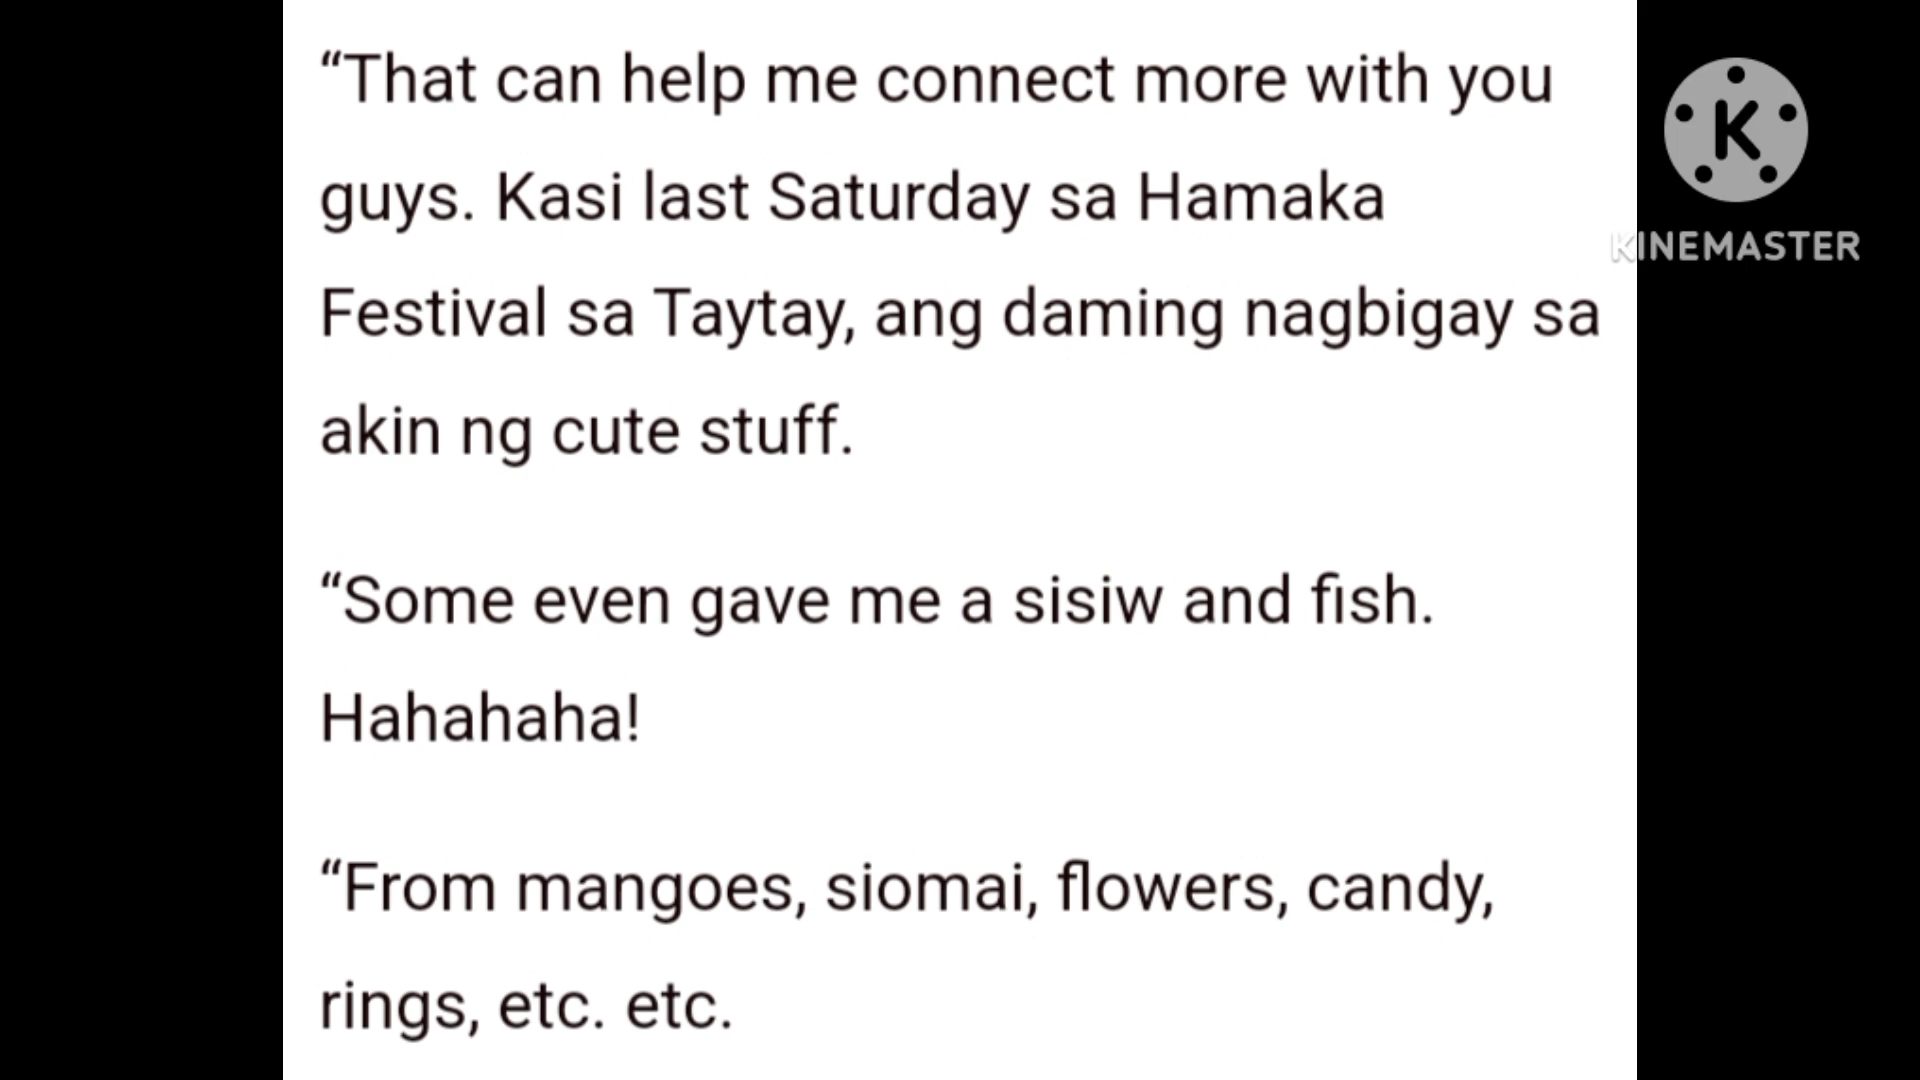 “That can help me connect more with you
guys. Kasi last Saturday sa Hamaka
Festival sa Taytay, ang daming nagbigay sa
akin ng cute stuff.
“Some even gave me a sisiw and fish.
Hahahaha!
“From mangoes, siomai, flowers, candy,
rings, etc. etc.
K
KINEMASTER